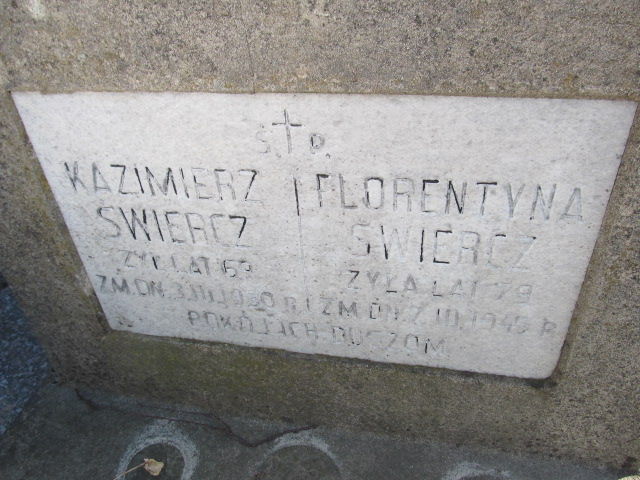 Ś. P.
KAZIMIERZ
ŚWIERCZ
ŻYŁ LAT
ZM. DN.
FLORENTYNA
ŚWIERCZ
ŻYŁA LAT 79
ZM. DN. 7.III.1945 R.
POKÓJ ICH DUSZOM